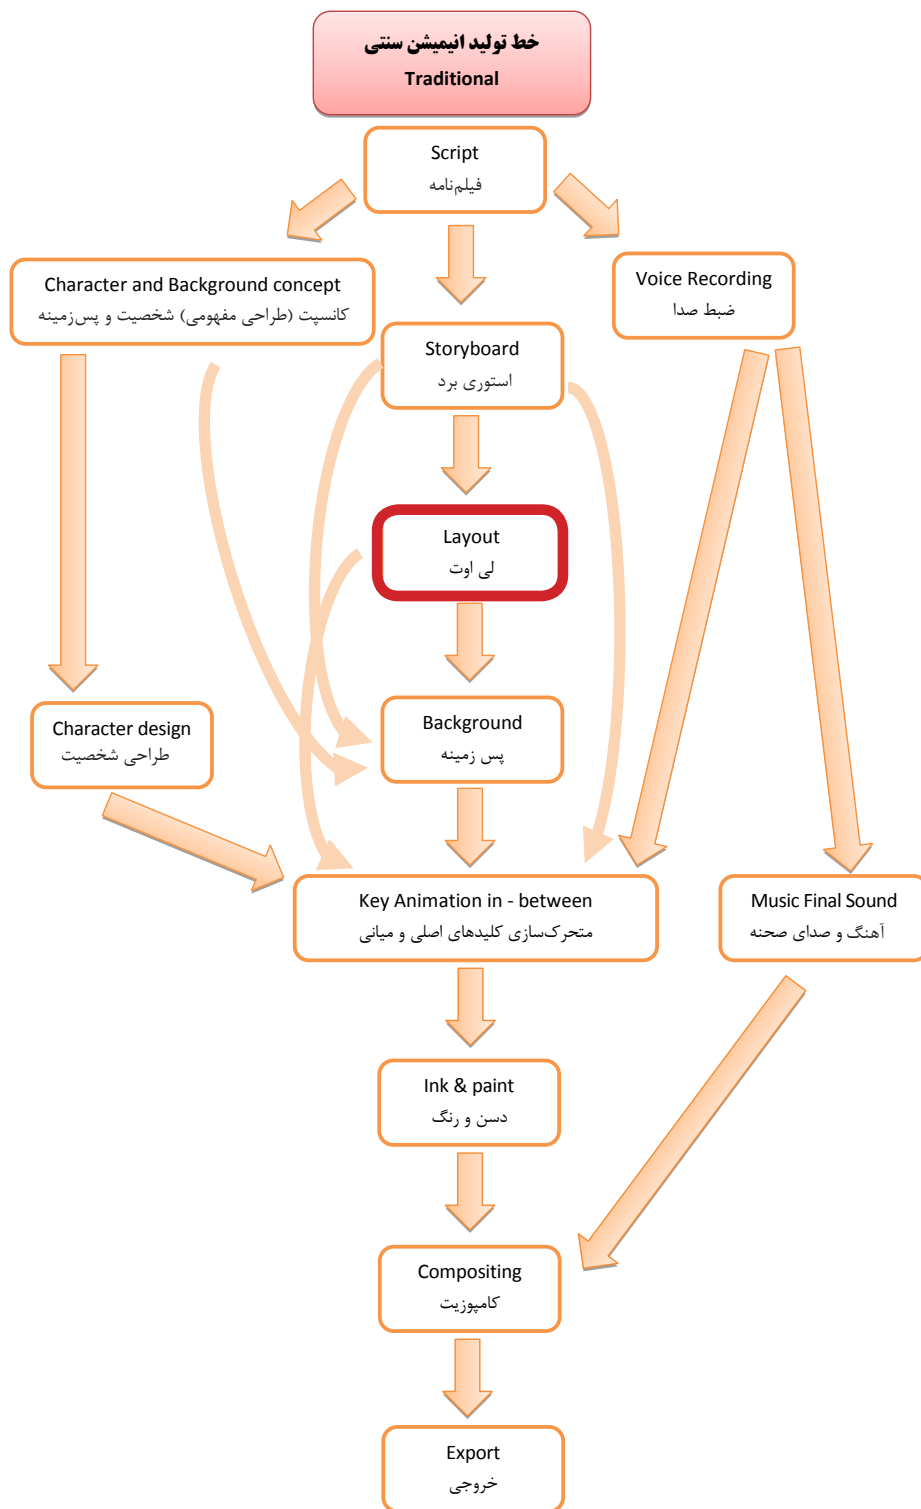 خط تولید انیمیشن سنتی
Traditional
Script
فیلم‌نامه
Character and Background concept
کانسپت (طراحی مفهومی) شخصیت و پس‌زمینه
Voice Recording
ضبط صدا
Storyboard
استوری برد
Layout
لی اوت
Character design
طراحی شخصیت
Background
پس زمینه
Key Animation in - between
متحرک‌سازی کلیدهای اصلی و میانی
Music Final Sound
آهنگ و صدای صحنه
Ink & paint
دسن و رنگ
Compositing
کامپوزیت
Export
خروجی